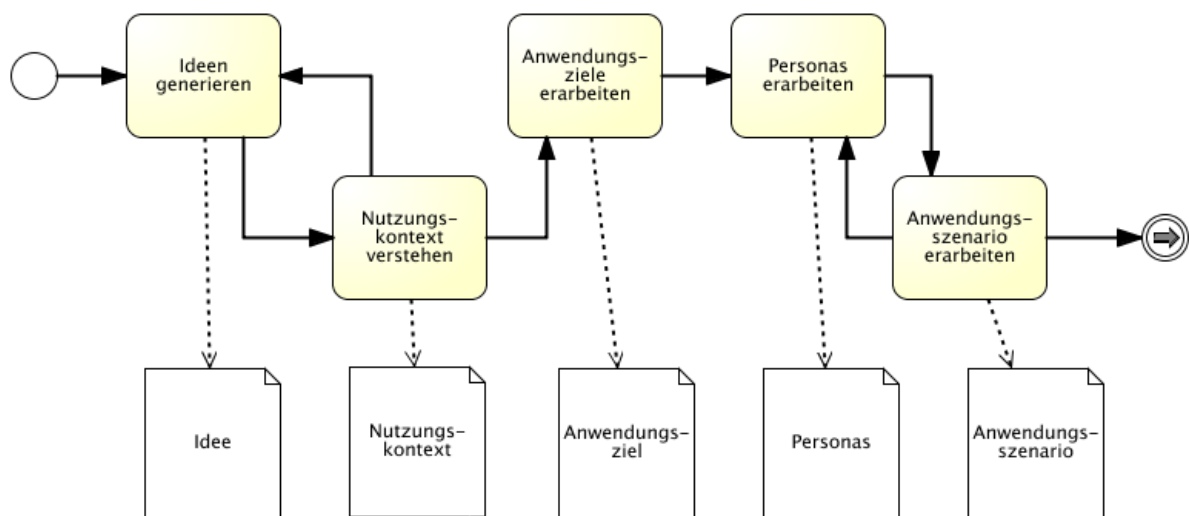 Ideen
generieren
Anwendungs-
ziele
erarbeiten
Personas
erarbeiten
Nutzungs-
kontext
verstehen
Anwendungs-
szenario
erarbeiten
Idee
Nutzungs-
kontext
Anwendungs-
ziel
Personas
Anwendungs-
szenario